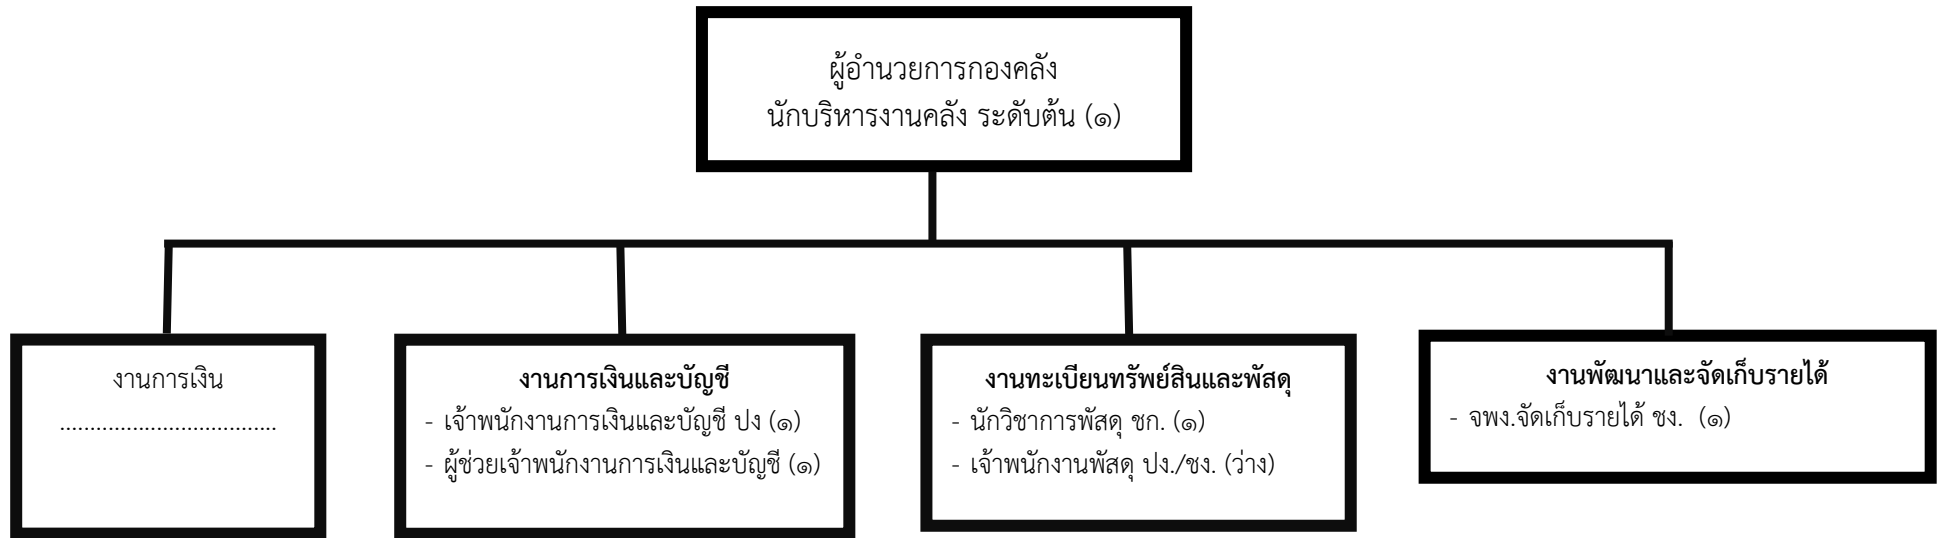 ผู้อำนวยการกองคลัง
นักบริหารงานคลัง ระดับต้น (๑)
งานการเงิน
....................................
งานการเงินและบัญชี
- เจ้าพนักงานการเงินและบัญชี ปง (๑)
- ผู้ช่วยเจ้าพนักงานการเงินและบัญชี (๑)
งานทะเบียนทรัพย์สินและพัสดุ
- นักวิชาการพัสดุ ชก. (๑)
- เจ้าพนักงานพัสดุ ปง./ชง. (ว่าง)
งานพัฒนาและจัดเก็บรายได้
- จพง.จัดเก็บรายได้ ชง. (๑)